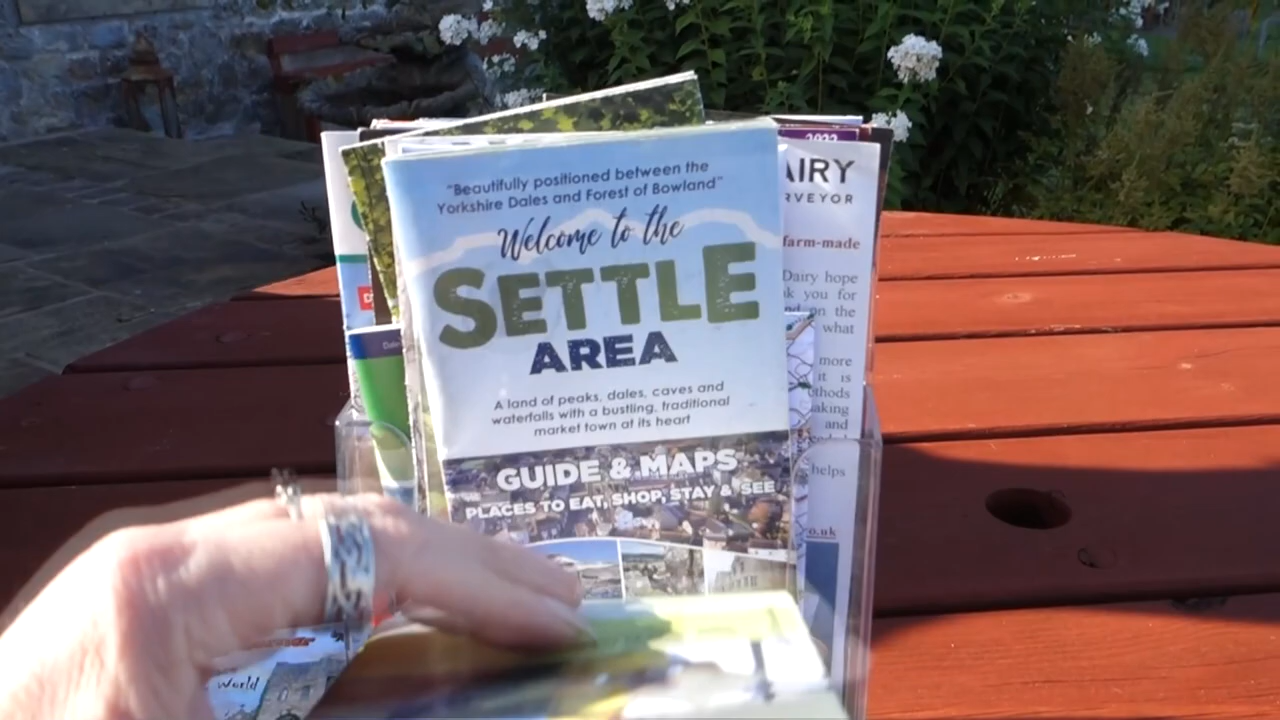 "Beautifully positioned between the
Yorkshire Dales and Forest of Bowland"
Welcome to the
SETTLE
AREA
A land of peaks, dales, caves and
waterfalls with a bustling, traditional
market town at its heart
GUIDE & MAPS
PLACES TO EAT, SHOP, STAY & SEE
2022
AIRY
RVEYOR
farm-made
Dairy hope
k you for
nd on the
what
more
it is
thods
aking
and
helps
o.uk
World